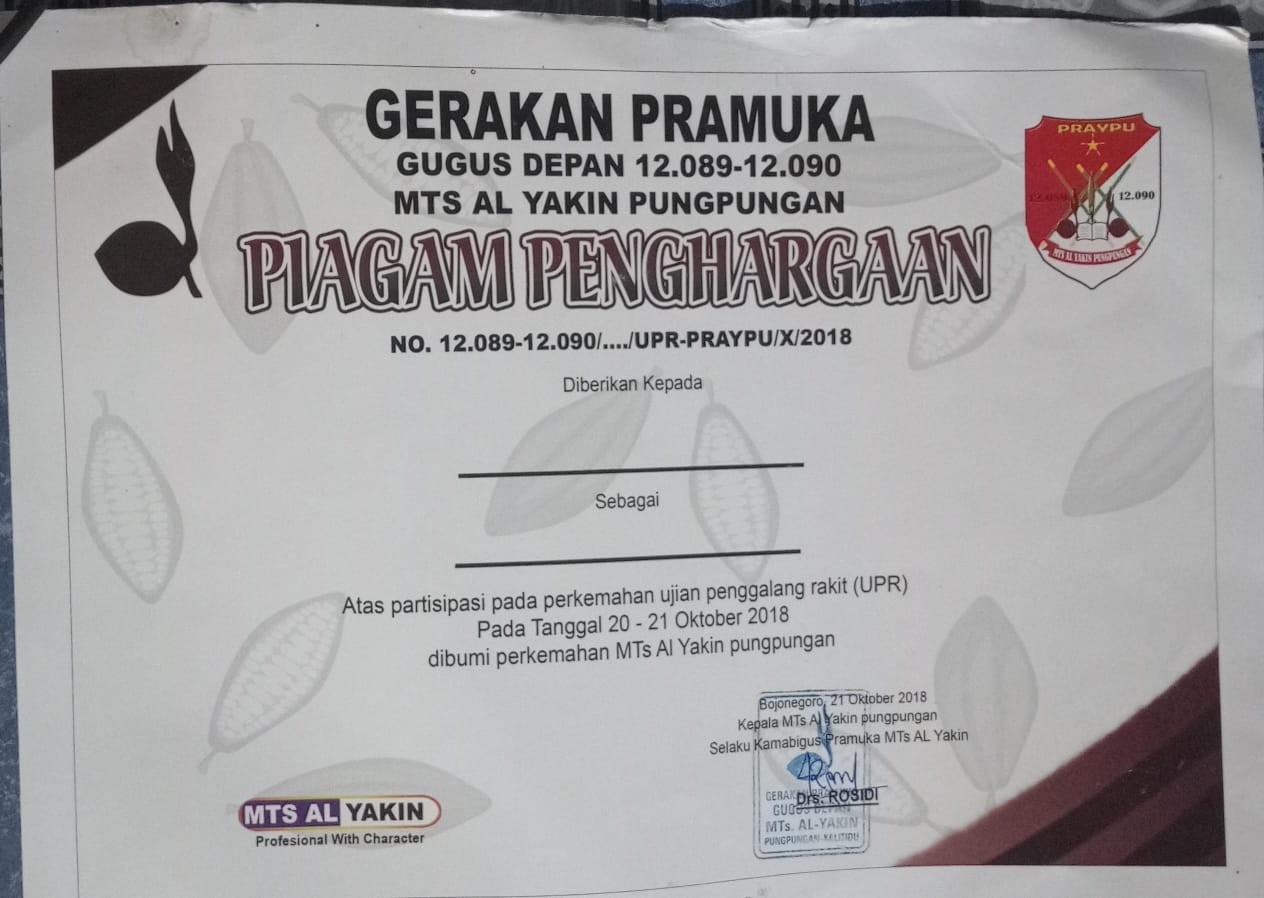 GERAKAN PRAMUKA
GUGUS DEPAN 12.089-12.090
MTS AL YAKIN PUNGPUNGAN
PIAGAM PENGHARGAAN
NO. 12.089-12.090/..../UPR-PRAYPU/X/2018
PRAYPU
12.090
MTS AL YAKIN PUNGPUNGAN
Diberikan Kepada
Sebagai
Atas partisipasi pada perkemahan ujian penggalang rakit (UPR)
Pada Tanggal 20 - 21 Oktober 2018
dibumi perkemahan MTs Al Yakin pungpungan
Bojonegoro, 21 Oktober 2018
Kepala MTs Al Yakin pungpungan
Selaku Kamabigus Pramuka MTs AL Yakin
Drs. ROSIDI
GUGUS DEPAN
MTs. AL-YAKIN
PUNGPUNGAN-KALITIDU
MTS AL YAKIN
Profesional With Character